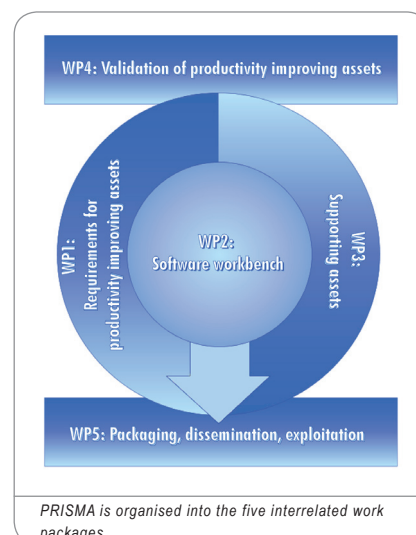 WP4: Validation of productivity improving assets
WP1:
Requirements for
productivity improving assets
WP2:
Software workbench
WP3:
Supporting
assets
WP5: Packaging, dissemination, exploitation
PRISMA is organised into the five interrelated work
packages